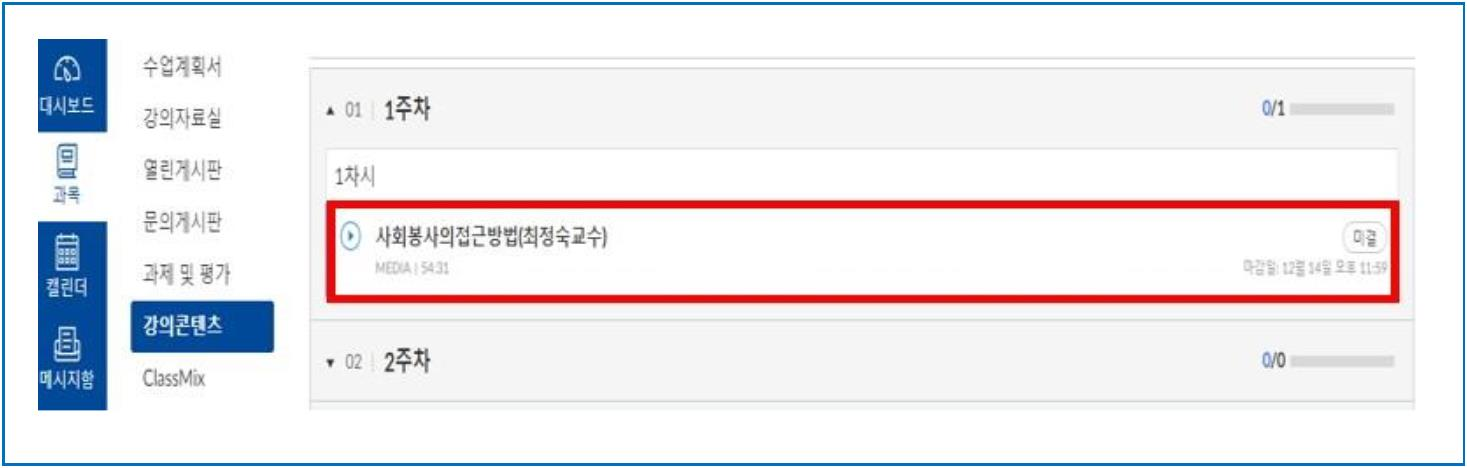 대시보드
과목
캘린더
메시지함
수업계획서
강의자료실
열린게시판
문의게시판
과제 및 평가
강의콘텐츠
ClassMix
▲ 01 | 1주차 0/1
1차시
사회봉사의접근방법(최정숙교수) 미결
MEDIA | 54:31 마감일: 12월 14일 오후 11:59
▼ 02 | 2주차 0/0